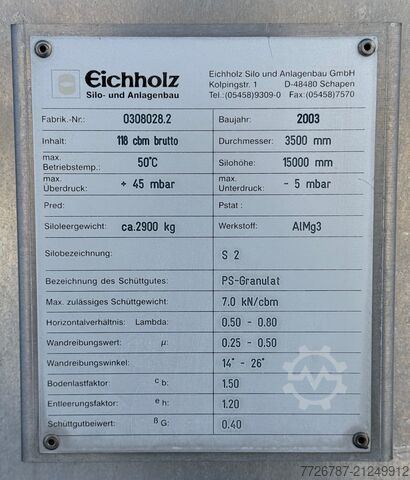 Eichholz
Silo- und Anlagenbau
Eichholz Silo und Anlagenbau GmbH
Kolpingstr. 1 D-48480 Schapen
Tel.:(05458)9309-0 Fax:(05458)7570
Fabrik.-Nr.: 0308028.2 Baujahr: 2003
Inhalt: 118 cbm brutto Durchmesser: 3500 mm
max. Betriebstemp.: 50°C Silohöhe: 15000 mm
max. Überdruck: + 45 mbar max. Unterdruck: - 5 mbar
Pred: Pstat :
Siloleergewicht: ca.2900 kg Werkstoff: AlMg3
Silobezeichnung: S 2
Bezeichnung des Schüttgutes: PS-Granulat
Max. zulässiges Schüttgewicht: 7.0 kN/cbm
Horizontalverhältnis: Lambda: 0.50 - 0.80
Wandreibungswert: µ: 0.25 - 0.50
Wandreibungswinkel: 14° - 26°
Bodenlastfaktor: c b: 1.50
Entleerungsfaktor: e h: 1.20
Schüttgutbeiwert: ß G: 0.40
Machineseeker
7726787-21249912